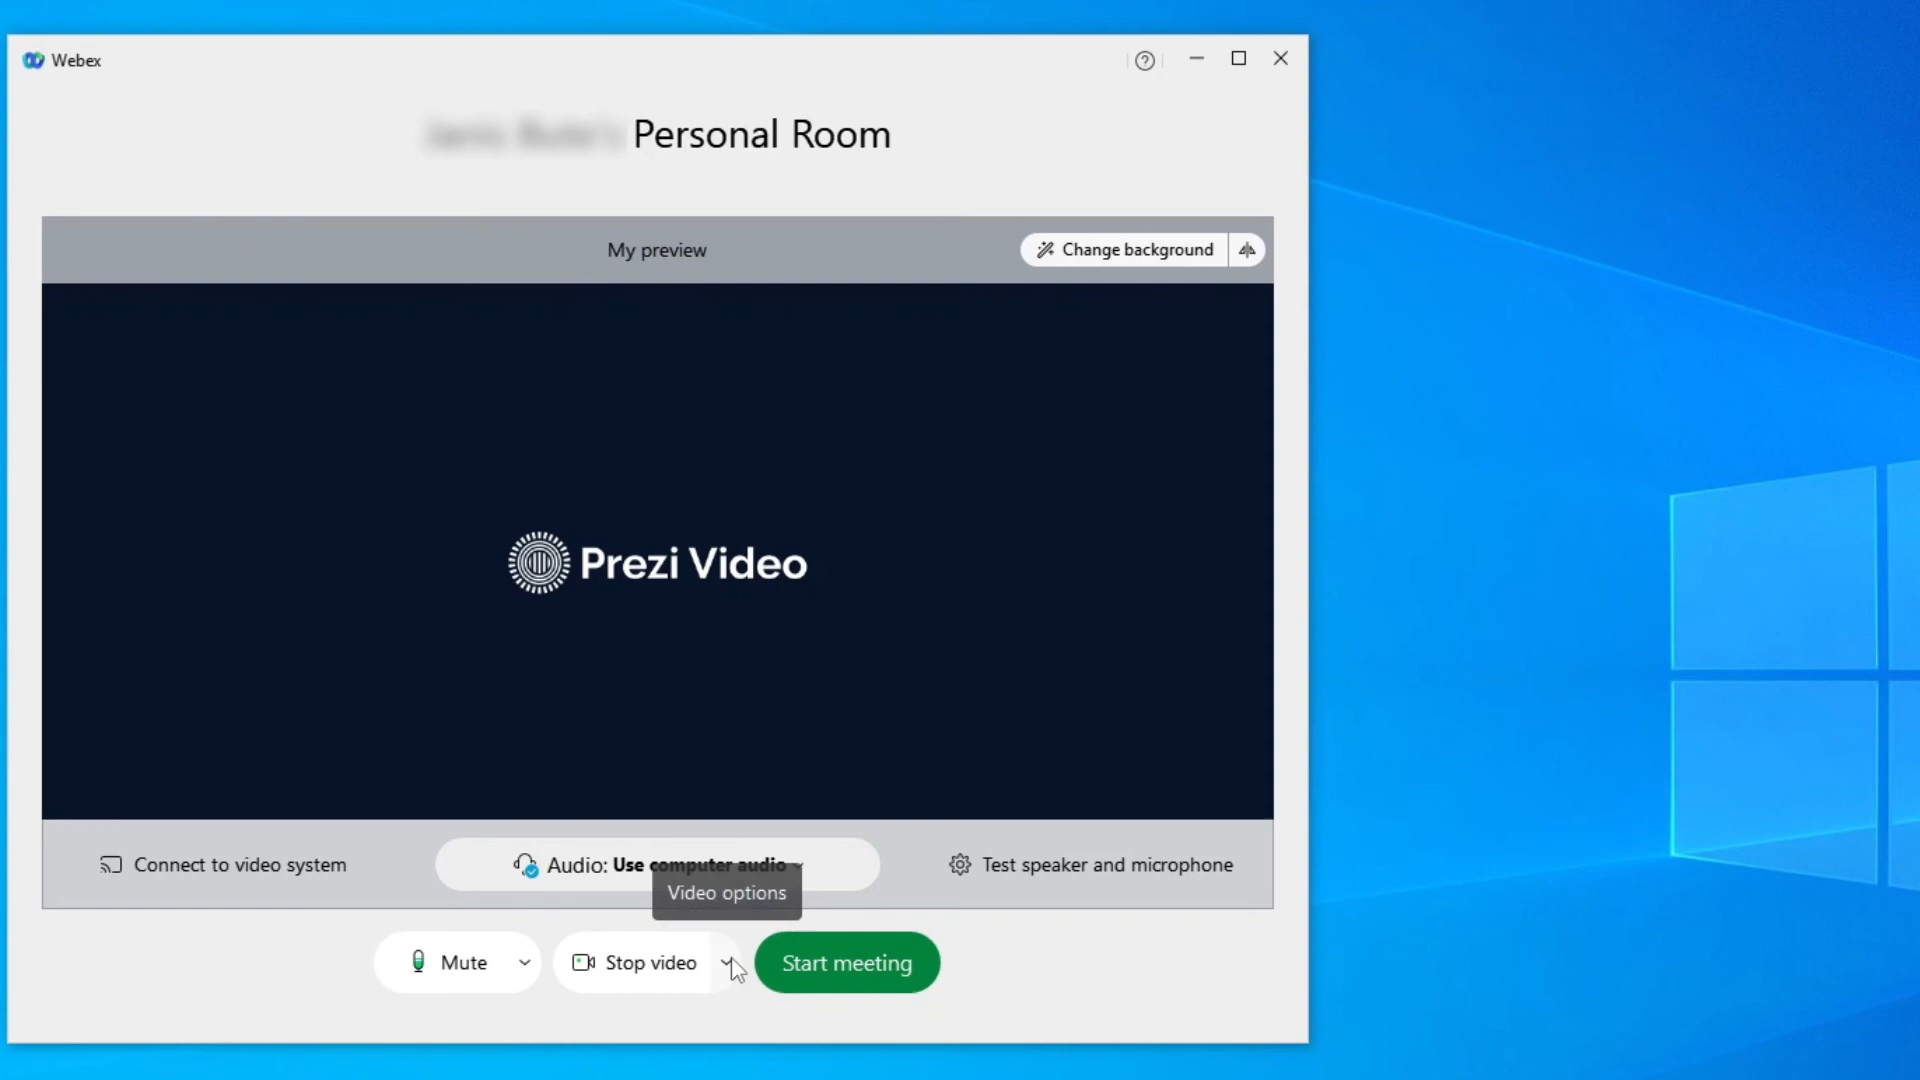 Webex
Personal Room
My preview
Change background
Prezi Video
Connect to video system
Audio: Use computer audio
Test speaker and microphone
Video options
Mute
Stop video
Start meeting